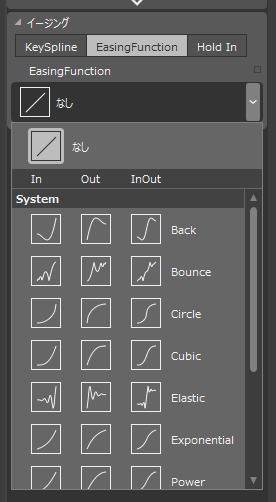 イージング
KeySpline EasingFunction Hold In
EasingFunction
なし
なし
In Out InOut
System
Back
Bounce
Circle
Cubic
Elastic
Exponential
Power